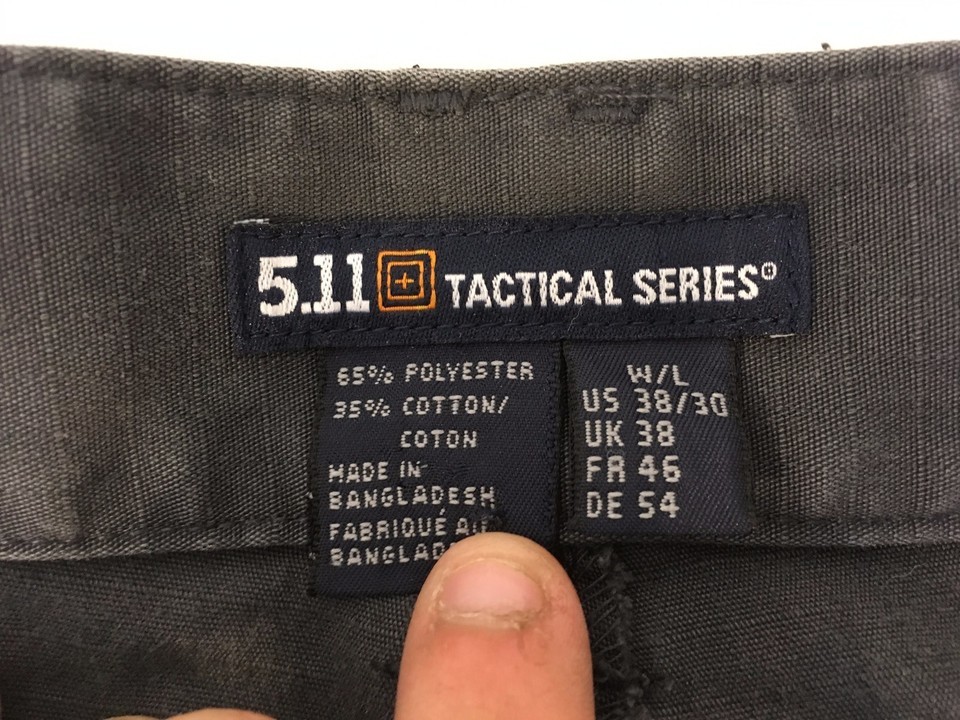 5.11 TACTICAL SERIES®
65% POLYESTER
35% COTTON/
COTON
MADE IN
BANGLADESH
FABRIQUÉ
W/L
US 38/30
UK 38
FR 46
DE 54